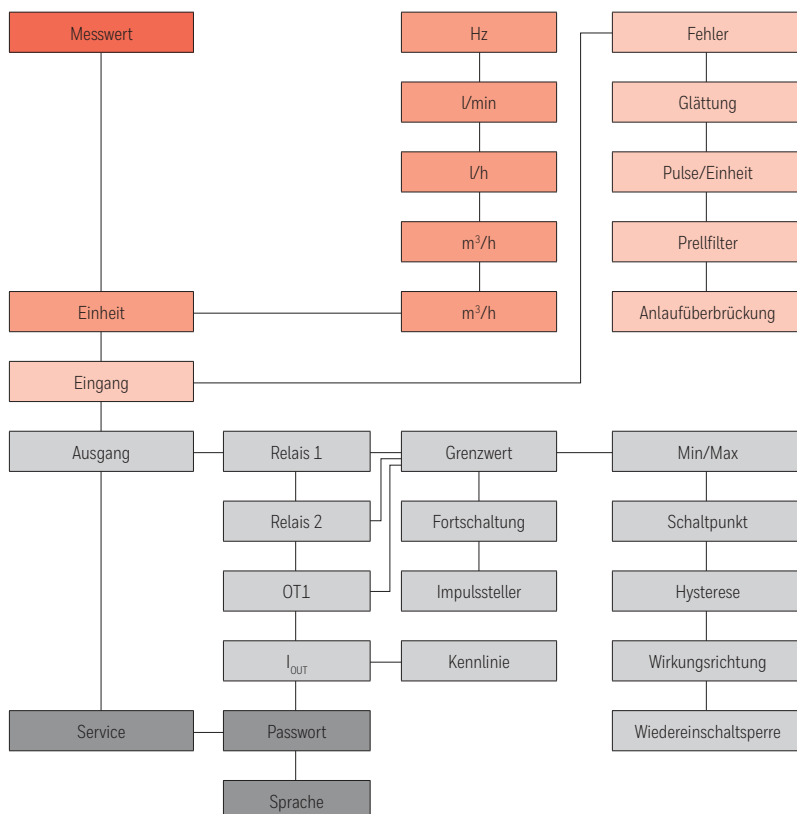 Messwert
Hz
Fehler
l/min
Glättung
l/h
Pulse/Einheit
m³/h
Prellfilter
Einheit
m³/h
Anlaufüberbrückung
Eingang
Ausgang
Relais 1
Grenzwert
Min/Max
Relais 2
Fortschaltung
Schaltpunkt
OT1
Impulssteller
Hysterese
I_OUT
Kennlinie
Wirkungsrichtung
Service
Passwort
Wiedereinschaltsperre
Sprache